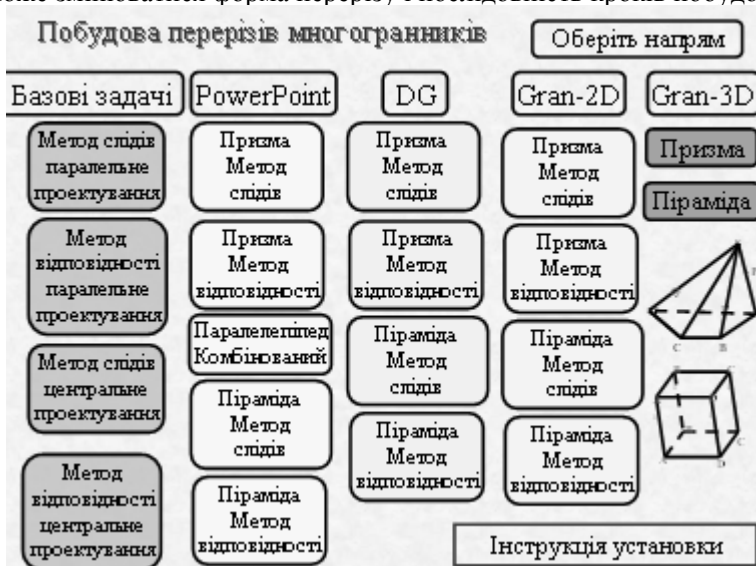 Побудова перерізів многогранників
Оберіть напрям
Базові задачі
PowerPoint
DG
Gran-2D
Gran-3D
Метод слідів
паралельне
проектування
Метод
відповідності
паралельне
проектування
Метод слідів
центральне
проектування
Метод
відповідності
центральне
проектування
Призма
Метод
слідів
Призма
Метод
відповідності
Паралелепіпед
Комбінований
Піраміда
Метод
слідів
Піраміда
Метод
відповідності
Призма
Метод
слідів
Призма
Метод
відповідності
Піраміда
Метод
слідів
Піраміда
Метод
відповідності
Призма
Метод
слідів
Призма
Метод
відповідності
Піраміда
Метод
слідів
Піраміда
Метод
відповідності
Призма
Піраміда
Інструкція установки